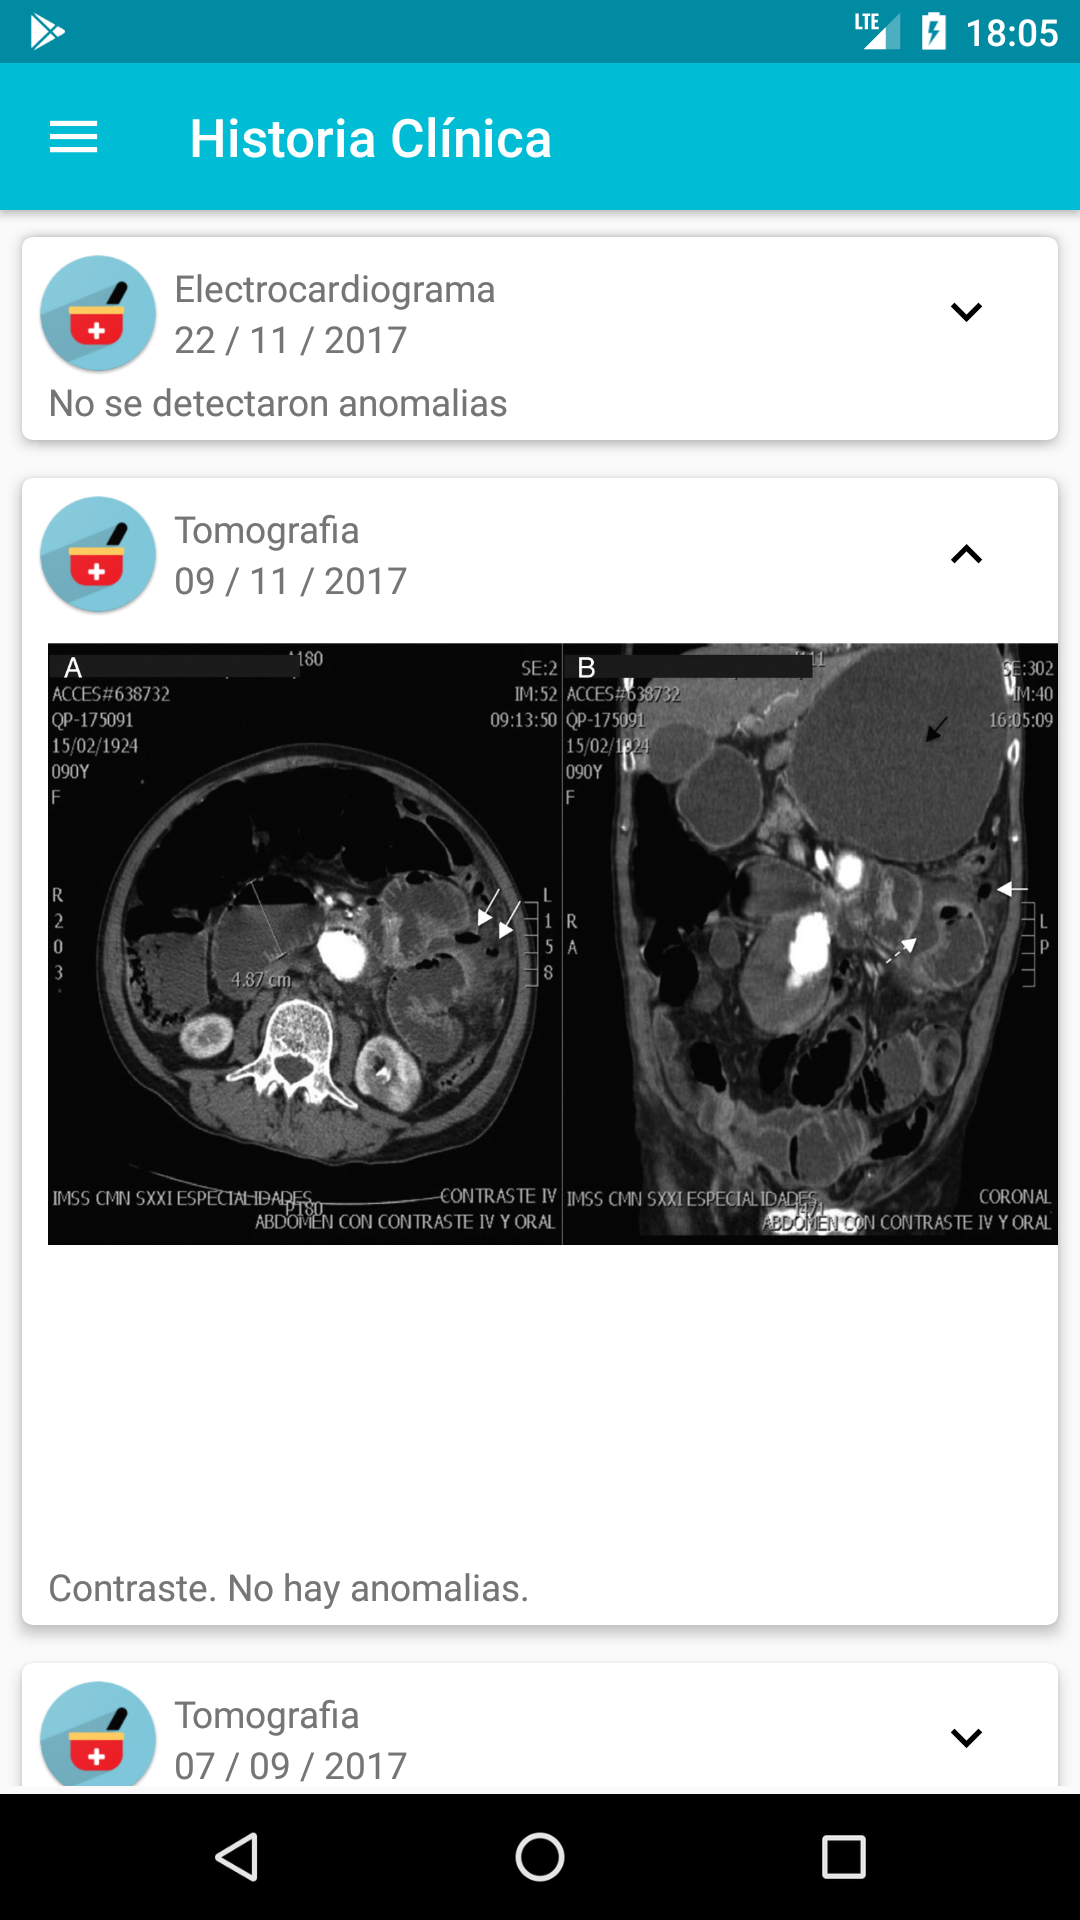 LTE 18:05
Historia Clínica
Electrocardiograma
22 / 11 / 2017
No se detectaron anomalias
Tomografia
09 / 11 / 2017
A
180
SE:2
ACCES#638732
IM:52
QP-175091
09:13:50
15/02/1924
090Y
F
R
2
0
3
L
1
5
8
4.87 cm
IMSS CMN SXXI ESPECIALIDADES
CONTRASTE IV
P180
ABDOMEN CON CONTRASTE IV Y ORAL
B
SE:302
ACCES#638732
IM:40
QP-175091
16:05:09
15/02/1924
090Y
F
R
A
L
P
IMSS CMN SXXI ESPECIALIDADES
CORONAL
ABDOMEN CON CONTRASTE IV Y ORAL
Contraste. No hay anomalias.
Tomografia
07 / 09 / 2017